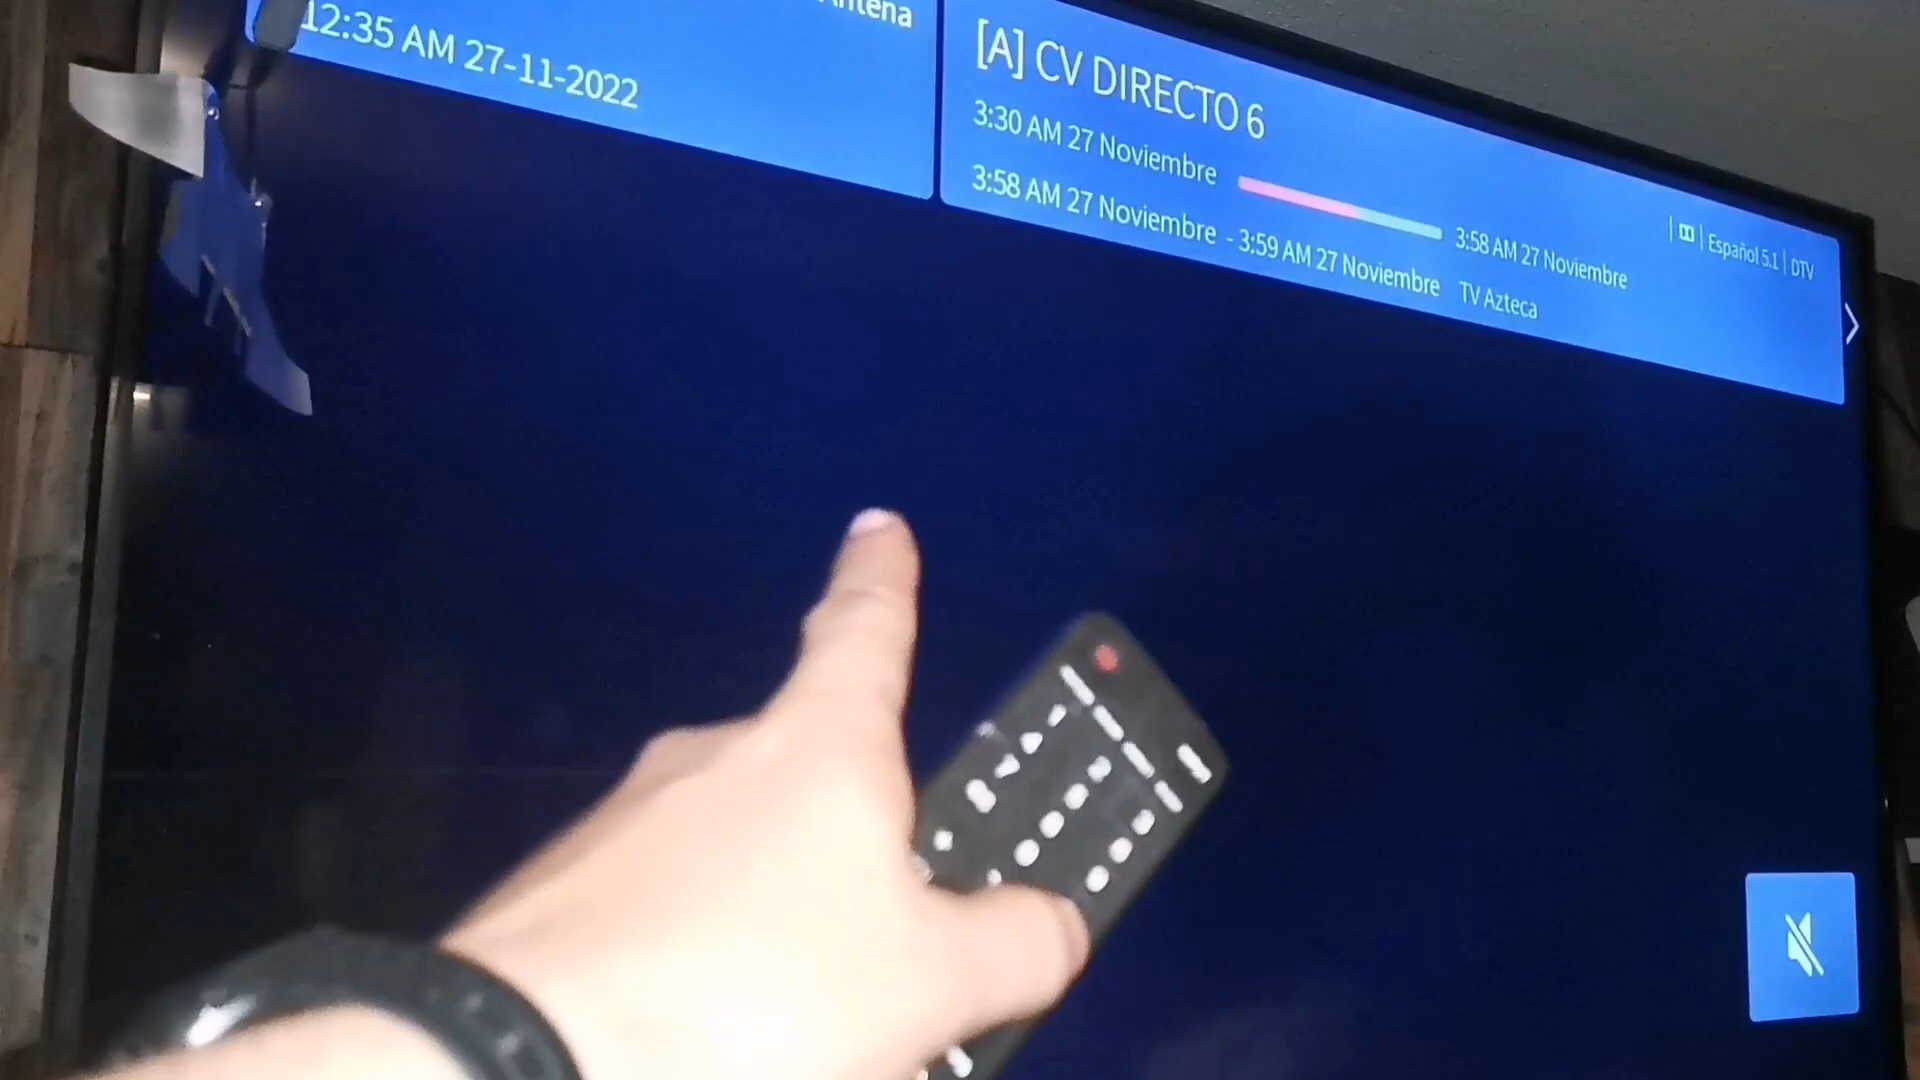 Antena
12:35 AM 27-11-2022
[A] CV DIRECTO 6
3:30 AM 27 Noviembre
3:58 AM 27 Noviembre
3:58 AM 27 Noviembre - 3:59 AM 27 Noviembre TV Azteca
| Español 5.1 | DTV